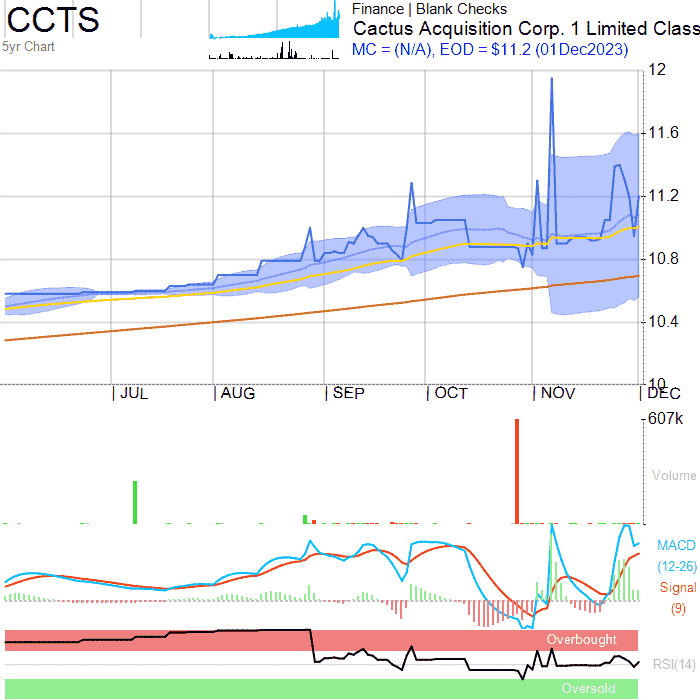 CCTS
5yr Chart
Finance | Blank Checks
Cactus Acquisition Corp. 1 Limited Class
MC = (N/A), EOD = $11.2 (01Dec2023)
12
11.6
11.2
10.8
10.4
10
JUL AUG SEP OCT NOV DEC
607k
Volume
MACD
(12-26)
Signal
(9)
Overbought
RSI(14)
Oversold